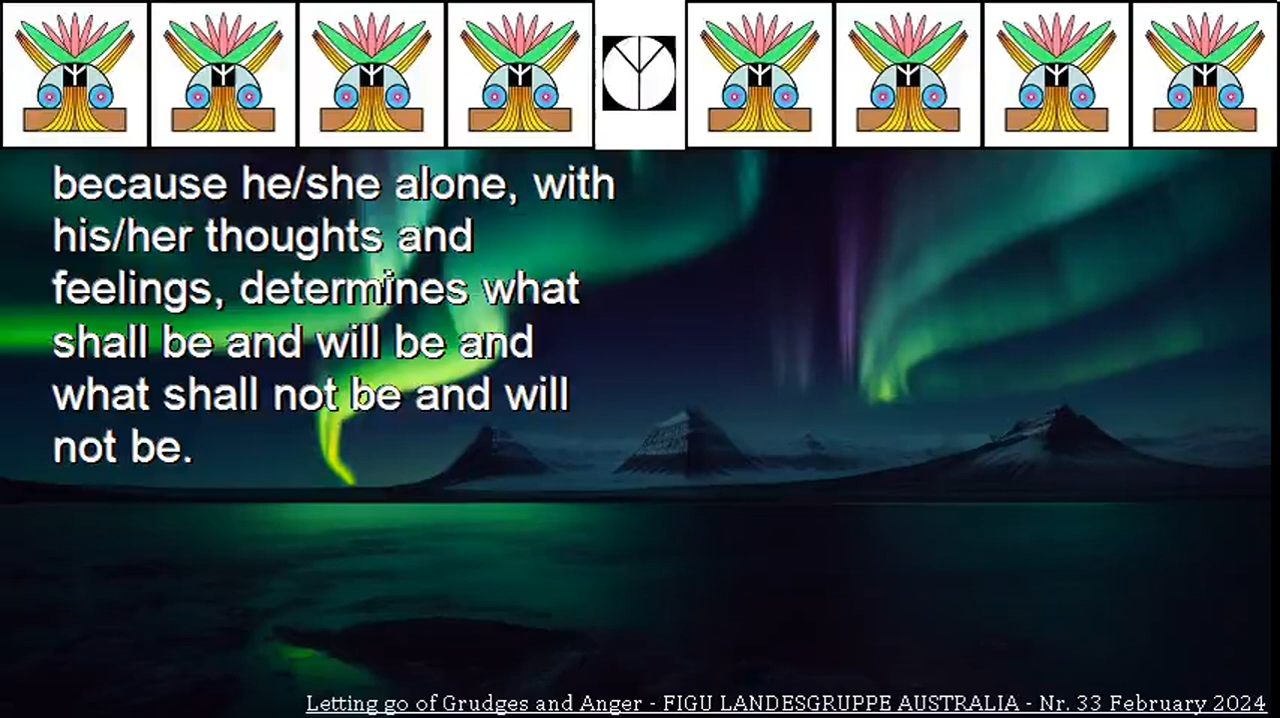 because he/she alone, with
his/her thoughts and
feelings, determines what
shall be and will be and
what shall not be and will
not be.
Letting go of Grudges and Anger - FIGU LANDESGRUPPE AUSTRALIA - Nr. 33 February 2024